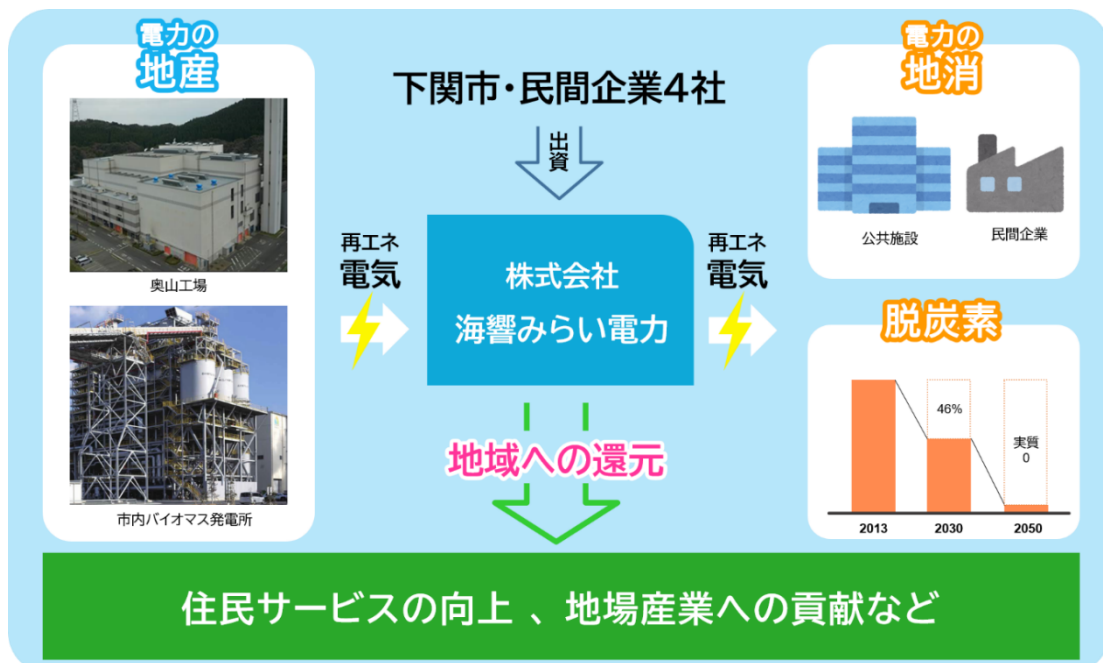 電力の
地産
奥山工場
市内バイオマス発電所
下関市・民間企業4社
出資
再エネ
電気
株式会社
海響みらい電力
再エネ
電気
地域への還元
電力の
地消
公共施設
民間企業
脱炭素
46%
実質
0
2013
2030
2050
住民サービスの向上 、地場産業への貢献など